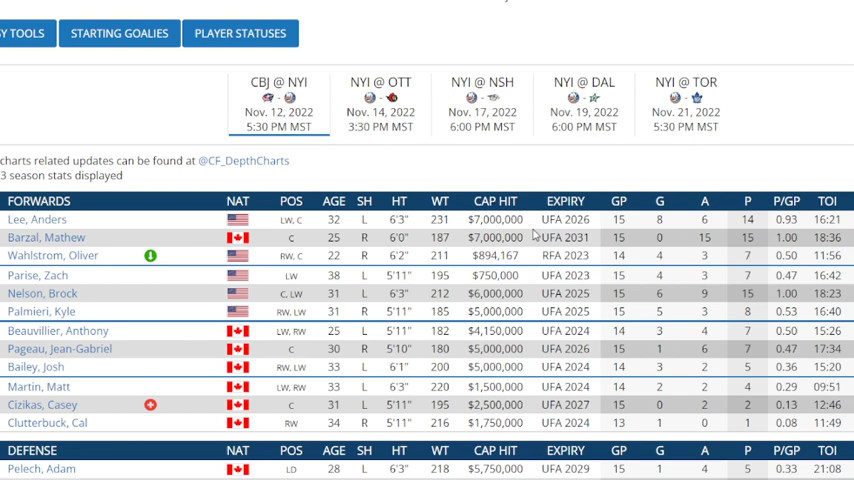 Y TOOLS STARTING GOALIES PLAYER STATUSES
CBJ @ NYI NYI @ OTT NYI @ NSH NYI @ DAL NYI @ TOR
- - - - -
Nov. 12, 2022 Nov. 14, 2022 Nov. 17, 2022 Nov. 19, 2022 Nov. 21, 2022
5:30 PM MST 3:30 PM MST 6:00 PM MST 6:00 PM MST 5:30 PM MST
charts related updates can be found at @CF_DepthCharts
3 season stats displayed
FORWARDS NAT POS AGE SH HT WT CAP HIT EXPIRY GP G A P P/GP TOI
Lee, Anders LW, C 32 L 6'3" 231 $7,000,000 UFA 2026 15 8 6 14 0.93 16:21
Barzal, Mathew C 25 R 6'0" 187 $7,000,000 UFA 2031 15 0 15 15 1.00 18:36
Wahlstrom, Oliver RW, C 22 R 6'2" 211 $894,167 RFA 2023 14 4 3 7 0.50 11:56
Parise, Zach LW 38 L 5'11" 195 $750,000 UFA 2023 15 4 3 7 0.47 16:42
Nelson, Brock C, LW 31 L 6'3" 212 $6,000,000 UFA 2025 15 6 9 15 1.00 18:23
Palmieri, Kyle RW, LW 31 R 5'11" 185 $5,000,000 UFA 2025 15 5 3 8 0.53 16:40
Beauvillier, Anthony LW, RW 25 L 5'11" 182 $4,150,000 UFA 2024 14 3 4 7 0.50 15:26
Pageau, Jean-Gabriel C 30 R 5'10" 180 $5,000,000 UFA 2026 15 1 6 7 0.47 17:34
Bailey, Josh RW, LW 33 L 6'1" 200 $5,000,000 UFA 2024 14 3 2 5 0.36 15:20
Martin, Matt LW, RW 33 L 6'3" 220 $1,500,000 UFA 2024 14 2 2 4 0.29 09:51
Cizikas, Casey C 31 L 5'11" 195 $2,500,000 UFA 2027 15 0 2 2 0.13 12:46
Clutterbuck, Cal RW 34 R 5'11" 216 $1,750,000 UFA 2024 13 1 0 1 0.08 11:49
DEFENSE NAT POS AGE SH HT WT CAP HIT EXPIRY GP G A P P/GP TOI
Pelech, Adam LD 28 L 6'3" 218 $5,750,000 UFA 2029 15 1 4 5 0.33 21:08